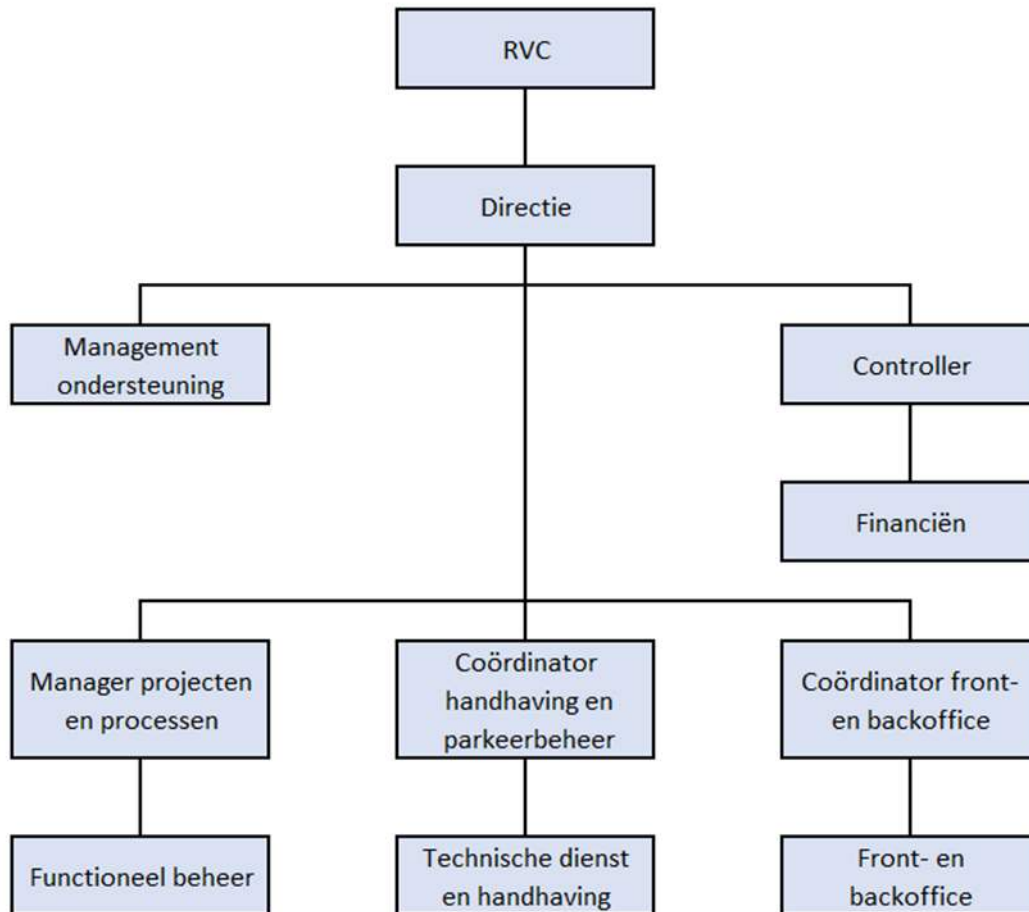 RVC
Directie
Management
ondersteuning
Controller
Financiën
Manager projecten
en processen
Coördinator
handhaving en
parkeerbeheer
Coördinator front-
en backoffice
Functioneel beheer
Technische dienst
en handhaving
Front- en
backoffice